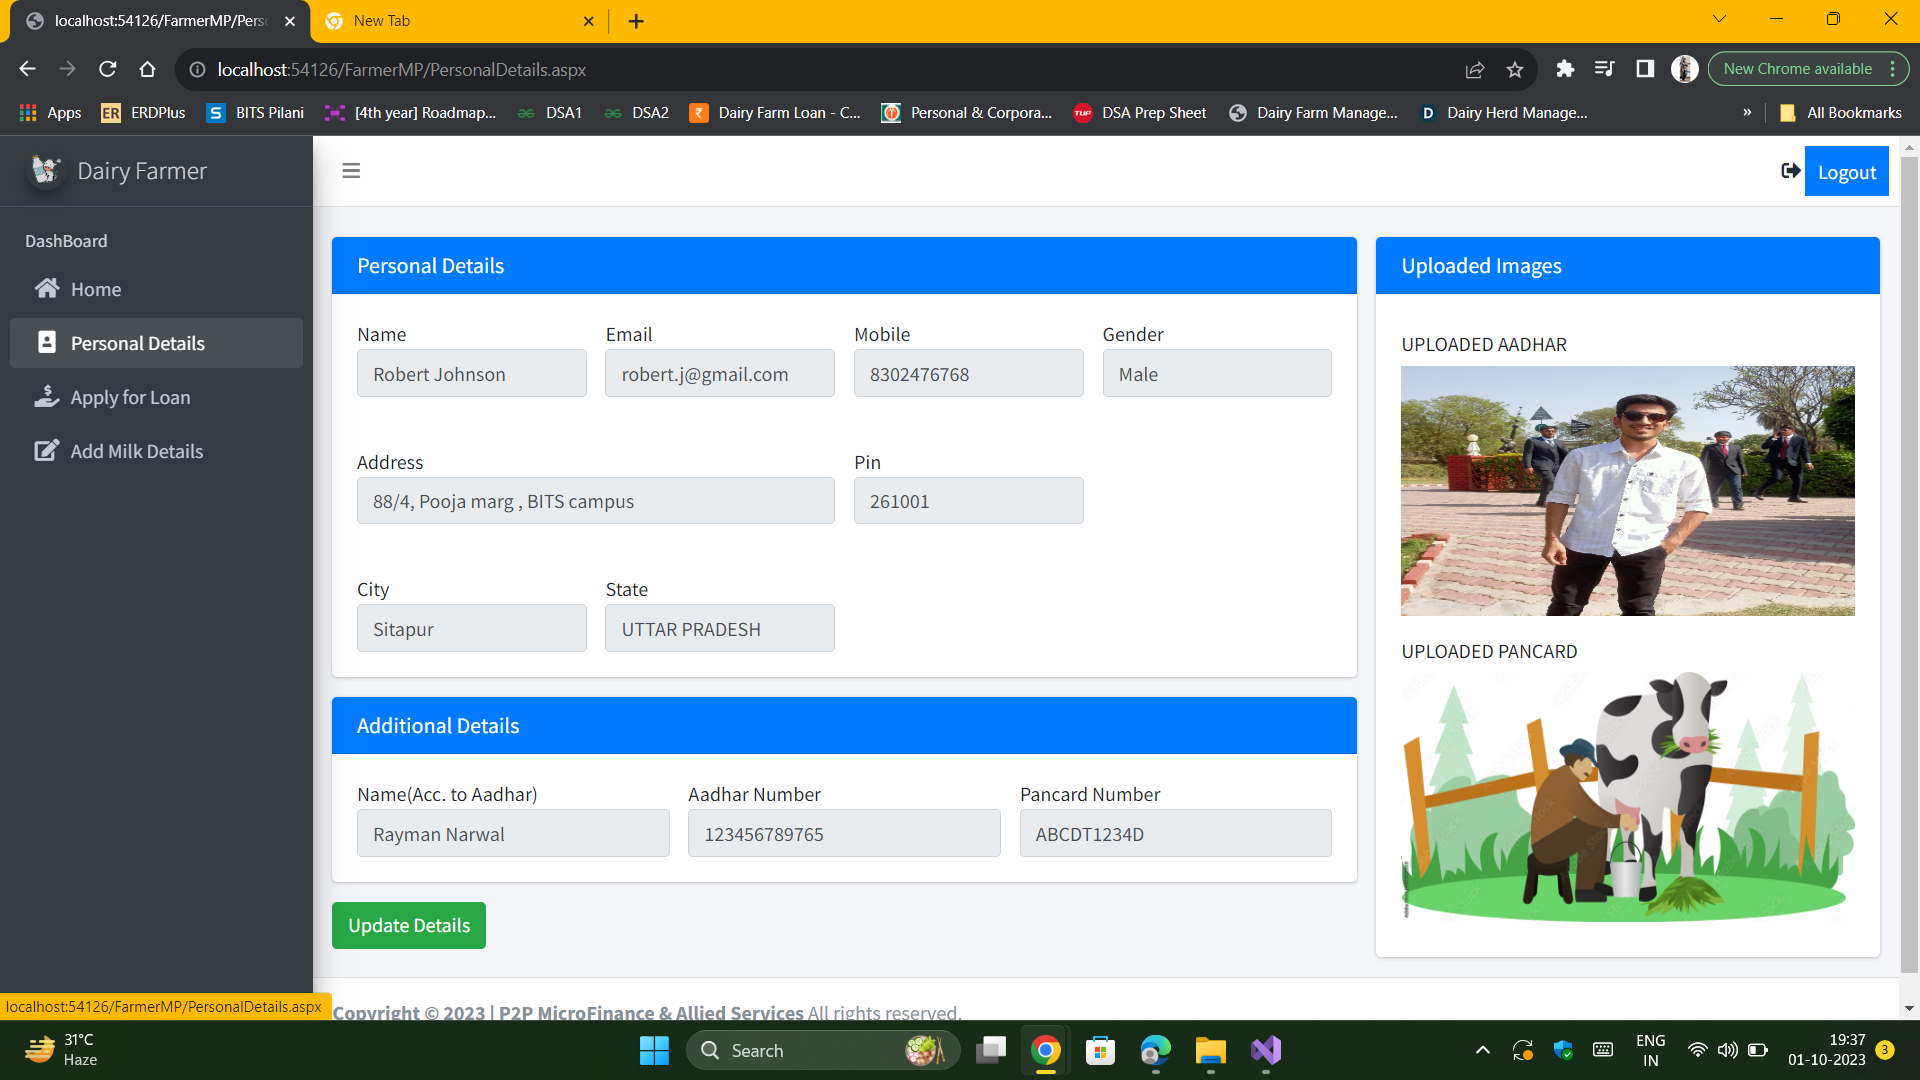 localhost:54126/FarmerMP/Perso
New Tab
localhost:54126/FarmerMP/PersonalDetails.aspx
New Chrome available
Apps
ER ERDPlus
S BITS Pilani
[4th year] Roadmap...
DSA1
DSA2
₹ Dairy Farm Loan - C...
Personal & Corpora...
TUF DSA Prep Sheet
Dairy Farm Manage...
D Dairy Herd Manage...
»
All Bookmarks
Dairy Farmer
Logout
DashBoard
Home
Personal Details
Apply for Loan
Add Milk Details
Personal Details
Name
Email
Mobile
Gender
Robert Johnson
robert.j@gmail.com
8302476768
Male
Address
Pin
88/4, Pooja marg , BITS campus
261001
City
State
Sitapur
UTTAR PRADESH
Additional Details
Name(Acc. to Aadhar)
Aadhar Number
Pancard Number
Rayman Narwal
123456789765
ABCDT1234D
Update Details
Uploaded Images
UPLOADED AADHAR
UPLOADED PANCARD
Copyright © 2023 | P2P MicroFinance & Allied Services All rights reserved.
localhost:54126/FarmerMP/PersonalDetails.aspx
31°C
Haze
Search
ENG
IN
19:37
01-10-2023
3